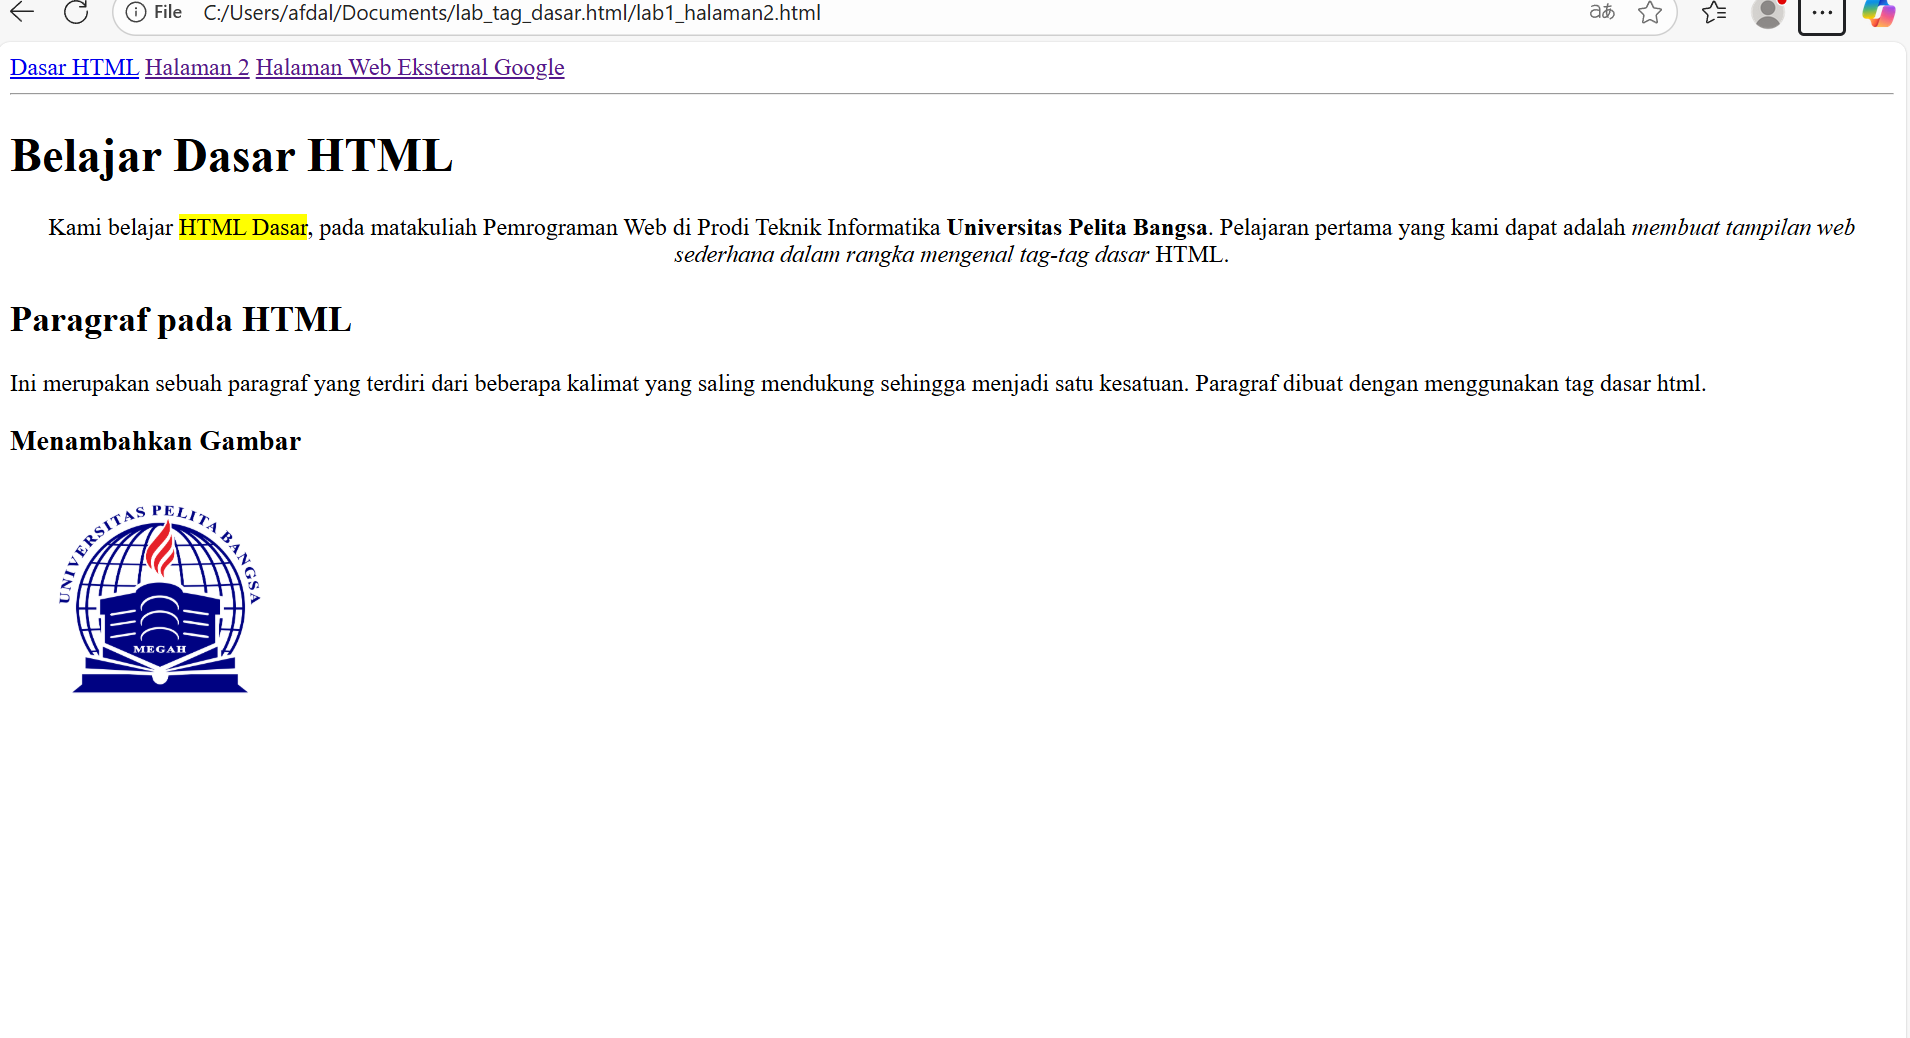 File C:/Users/afdal/Documents/lab_tag_dasar.html/lab1_halaman2.html aあ
Dasar HTML Halaman 2 Halaman Web Eksternal Google
Belajar Dasar HTML
Kami belajar HTML Dasar, pada matakuliah Pemrograman Web di Prodi Teknik Informatika Universitas Pelita Bangsa. Pelajaran pertama yang kami dapat adalah membuat tampilan web
sederhana dalam rangka mengenal tag-tag dasar HTML.
Paragraf pada HTML
Ini merupakan sebuah paragraf yang terdiri dari beberapa kalimat yang saling mendukung sehingga menjadi satu kesatuan. Paragraf dibuat dengan menggunakan tag dasar html.
Menambahkan Gambar
UNIVERSITAS PELITA BANGSA
MEGAH